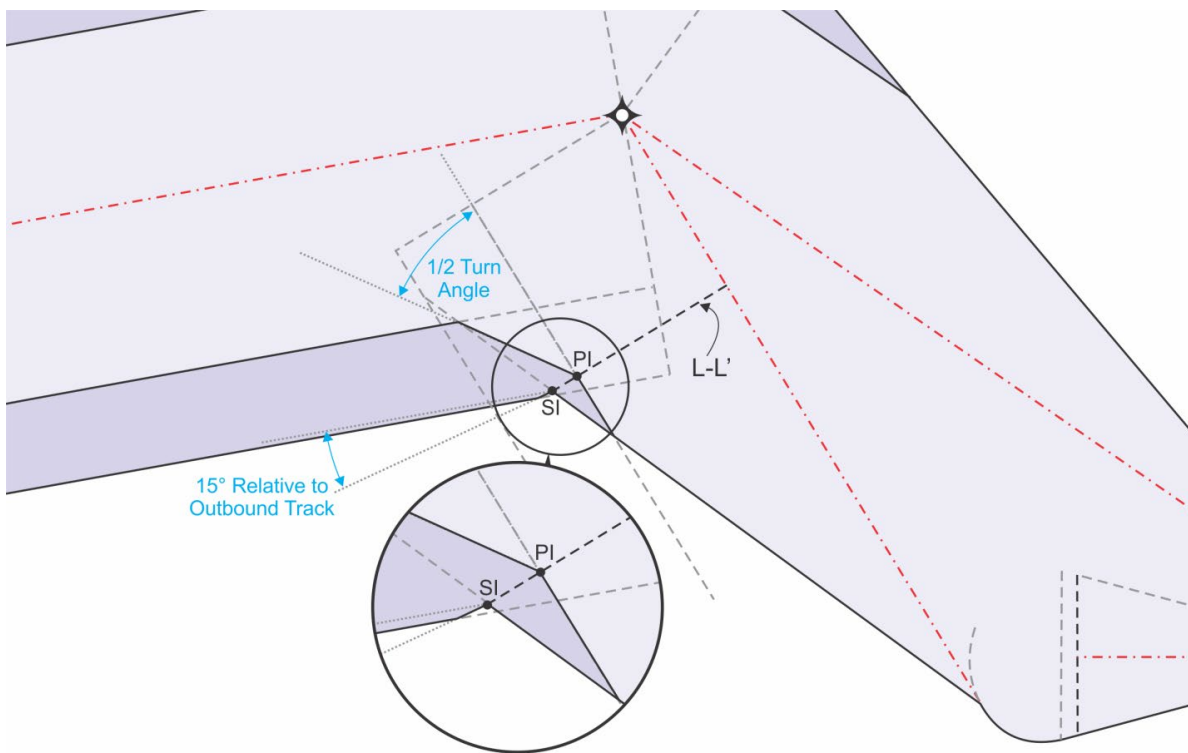 1/2 Turn
Angle
PI
L-L’
SI
15° Relative to
Outbound Track
PI
SI